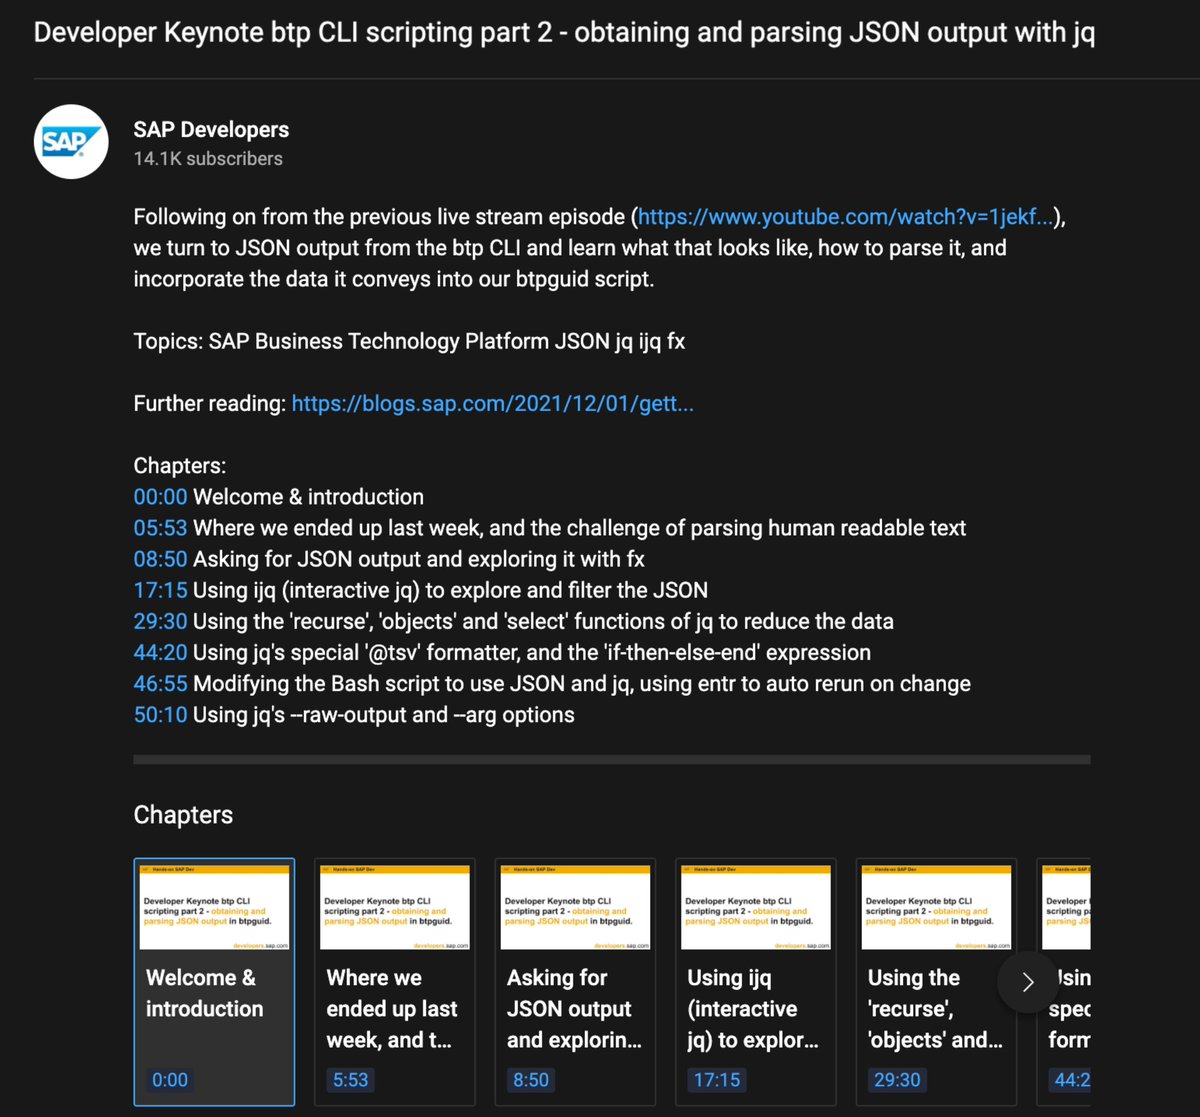 Developer Keynote btp CLI scripting part 2 - obtaining and parsing JSON output with jq
SAP
SAP Developers
14.1K subscribers
Following on from the previous live stream episode (https://www.youtube.com/watch?v=1jekf...),
we turn to JSON output from the btp CLI and learn what that looks like, how to parse it, and
incorporate the data it conveys into our btpguid script.
Topics: SAP Business Technology Platform JSON jq ijq fx
Further reading: https://blogs.sap.com/2021/12/01/gett...
Chapters:
00:00 Welcome & introduction
05:53 Where we ended up last week, and the challenge of parsing human readable text
08:50 Asking for JSON output and exploring it with fx
17:15 Using ijq (interactive jq) to explore and filter the JSON
29:30 Using the 'recurse', 'objects' and 'select' functions of jq to reduce the data
44:20 Using jq's special '@tsv' formatter, and the 'if-then-else-end' expression
46:55 Modifying the Bash script to use JSON and jq, using entr to auto rerun on change
50:10 Using jq's --raw-output and --arg options
Chapters
Hands-on SAP Dev
Developer Keynote btp CLI
scripting part 2 - obtaining and
parsing JSON output in btpguid.
developers.sap.com
Welcome &
introduction
0:00
Hands-on SAP Dev
Developer Keynote btp CLI
scripting part 2 - obtaining and
parsing JSON output in btpguid.
developers.sap.com
Where we
ended up last
week, and t...
5:53
Hands-on SAP Dev
Developer Keynote btp CLI
scripting part 2 - obtaining and
parsing JSON output in btpguid.
developers.sap.com
Asking for
JSON output
and explorin...
8:50
Hands-on SAP Dev
Developer Keynote btp CLI
scripting part 2 - obtaining and
parsing JSON output in btpguid.
developers.sap.com
Using ijq
(interactive
jq) to explor...
17:15
Hands-on SAP Dev
Developer Keynote btp CLI
scripting part 2 - obtaining and
parsing JSON output in btpguid.
developers.sap.com
Using the
'recurse',
'objects' and...
29:30
Hands-on SAP D
Developer
scripting pa
parsing JS
Usin
spec
form
44:2